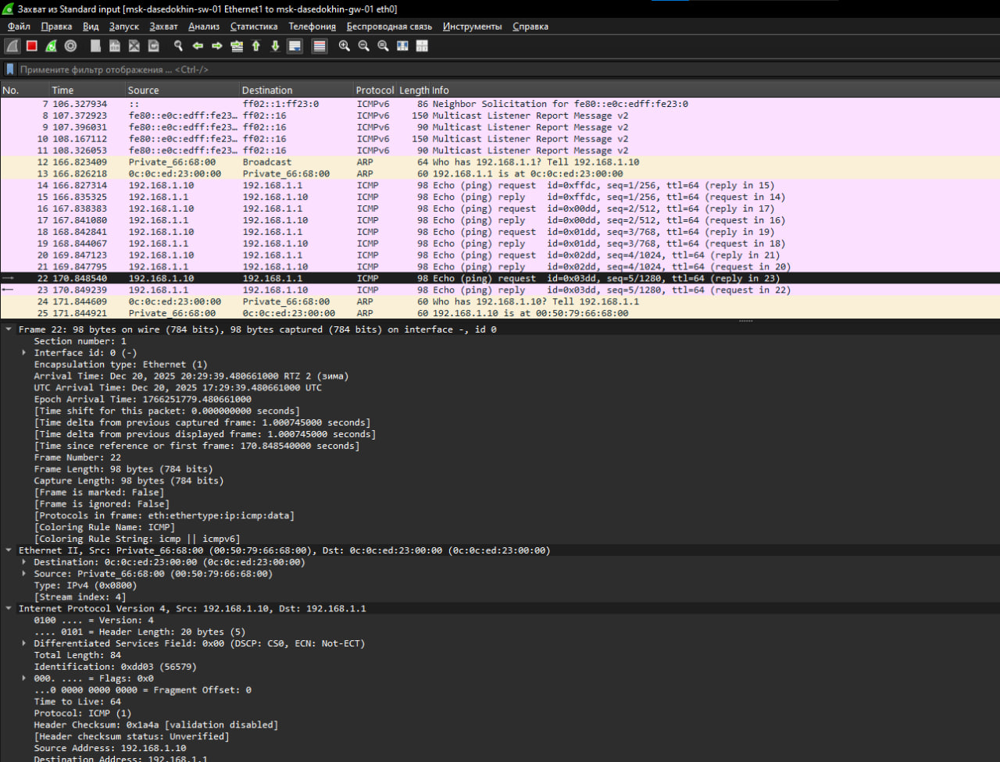 Захват из Standard input [msk-dasedokhin-sw-01 Ethernet1 to msk-dasedokhin-gw-01 eth0]
Файл Правка Вид Запуск Захват Анализ Статистика Телефония Беспроводная связь Инструменты Справка
Примените фильтр отображения ... <Ctrl-/>
No. Time Source Destination Protocol Length Info
7 106.327934 :: ff02::1:ff23:0 ICMPv6 86 Neighbor Solicitation for fe80::e0c:edff:fe23:0
8 107.372923 fe80::e0c:edff:fe23… ff02::16 ICMPv6 150 Multicast Listener Report Message v2
9 107.396031 fe80::e0c:edff:fe23… ff02::16 ICMPv6 90 Multicast Listener Report Message v2
10 108.167112 fe80::e0c:edff:fe23… ff02::16 ICMPv6 150 Multicast Listener Report Message v2
11 108.326053 fe80::e0c:edff:fe23… ff02::16 ICMPv6 90 Multicast Listener Report Message v2
12 166.823409 Private_66:68:00 Broadcast ARP 64 Who has 192.168.1.1? Tell 192.168.1.10
13 166.826218 0c:0c:ed:23:00:00 Private_66:68:00 ARP 60 192.168.1.1 is at 0c:0c:ed:23:00:00
14 166.827314 192.168.1.10 192.168.1.1 ICMP 98 Echo (ping) request id=0xffdc, seq=1/256, ttl=64 (reply in 15)
15 166.835325 192.168.1.1 192.168.1.10 ICMP 98 Echo (ping) reply id=0xffdc, seq=1/256, ttl=64 (request in 14)
16 167.838383 192.168.1.10 192.168.1.1 ICMP 98 Echo (ping) request id=0x00dd, seq=2/512, ttl=64 (reply in 17)
17 167.841080 192.168.1.1 192.168.1.10 ICMP 98 Echo (ping) reply id=0x00dd, seq=2/512, ttl=64 (request in 16)
18 168.842841 192.168.1.10 192.168.1.1 ICMP 98 Echo (ping) request id=0x01dd, seq=3/768, ttl=64 (reply in 19)
19 168.844067 192.168.1.1 192.168.1.10 ICMP 98 Echo (ping) reply id=0x01dd, seq=3/768, ttl=64 (request in 18)
20 169.847123 192.168.1.10 192.168.1.1 ICMP 98 Echo (ping) request id=0x02dd, seq=4/1024, ttl=64 (reply in 21)
21 169.847795 192.168.1.1 192.168.1.10 ICMP 98 Echo (ping) reply id=0x02dd, seq=4/1024, ttl=64 (request in 20)
22 170.848540 192.168.1.10 192.168.1.1 ICMP 98 Echo (ping) request id=0x03dd, seq=5/1280, ttl=64 (reply in 23)
23 170.849239 192.168.1.1 192.168.1.10 ICMP 98 Echo (ping) reply id=0x03dd, seq=5/1280, ttl=64 (request in 22)
24 171.844609 0c:0c:ed:23:00:00 Private_66:68:00 ARP 60 Who has 192.168.1.10? Tell 192.168.1.1
25 171.844921 Private_66:68:00 0c:0c:ed:23:00:00 ARP 60 192.168.1.10 is at 00:50:79:66:68:00
Frame 22: 98 bytes on wire (784 bits), 98 bytes captured (784 bits) on interface -, id 0
Section number: 1
Interface id: 0 (-)
Encapsulation type: Ethernet (1)
Arrival Time: Dec 20, 2025 20:29:39.480661000 RTZ 2 (зима)
UTC Arrival Time: Dec 20, 2025 17:29:39.480661000 UTC
Epoch Arrival Time: 1766251779.480661000
[Time shift for this packet: 0.000000000 seconds]
[Time delta from previous captured frame: 1.000745000 seconds]
[Time delta from previous displayed frame: 1.000745000 seconds]
[Time since reference or first frame: 170.848540000 seconds]
Frame Number: 22
Frame Length: 98 bytes (784 bits)
Capture Length: 98 bytes (784 bits)
[Frame is marked: False]
[Frame is ignored: False]
[Protocols in frame: eth:ethertype:ip:icmp:data]
[Coloring Rule Name: ICMP]
[Coloring Rule String: icmp || icmpv6]
Ethernet II, Src: Private_66:68:00 (00:50:79:66:68:00), Dst: 0c:0c:ed:23:00:00 (0c:0c:ed:23:00:00)
Destination: 0c:0c:ed:23:00:00 (0c:0c:ed:23:00:00)
Source: Private_66:68:00 (00:50:79:66:68:00)
Type: IPv4 (0x0800)
[Stream index: 4]
Internet Protocol Version 4, Src: 192.168.1.10, Dst: 192.168.1.1
0100 .... = Version: 4
.... 0101 = Header Length: 20 bytes (5)
Differentiated Services Field: 0x00 (DSCP: CS0, ECN: Not-ECT)
Total Length: 84
Identification: 0xdd03 (56579)
000. .... = Flags: 0x0
...0 0000 0000 0000 = Fragment Offset: 0
Time to Live: 64
Protocol: ICMP (1)
Header Checksum: 0x1a4a [validation disabled]
[Header checksum status: Unverified]
Source Address: 192.168.1.10
Destination Address: 192.168.1.1